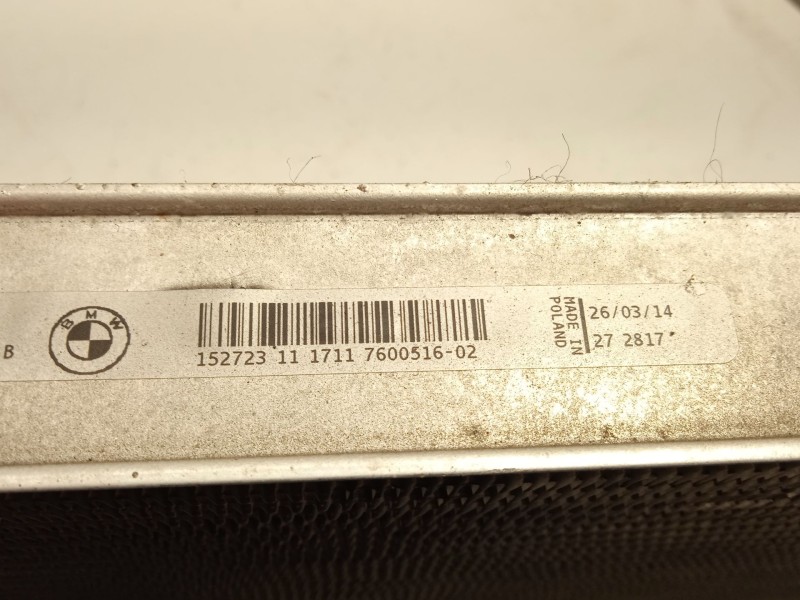 B
BMW
152723 11 1711 7600516-02
MADE IN
POLAND
26/03/14
27 2817